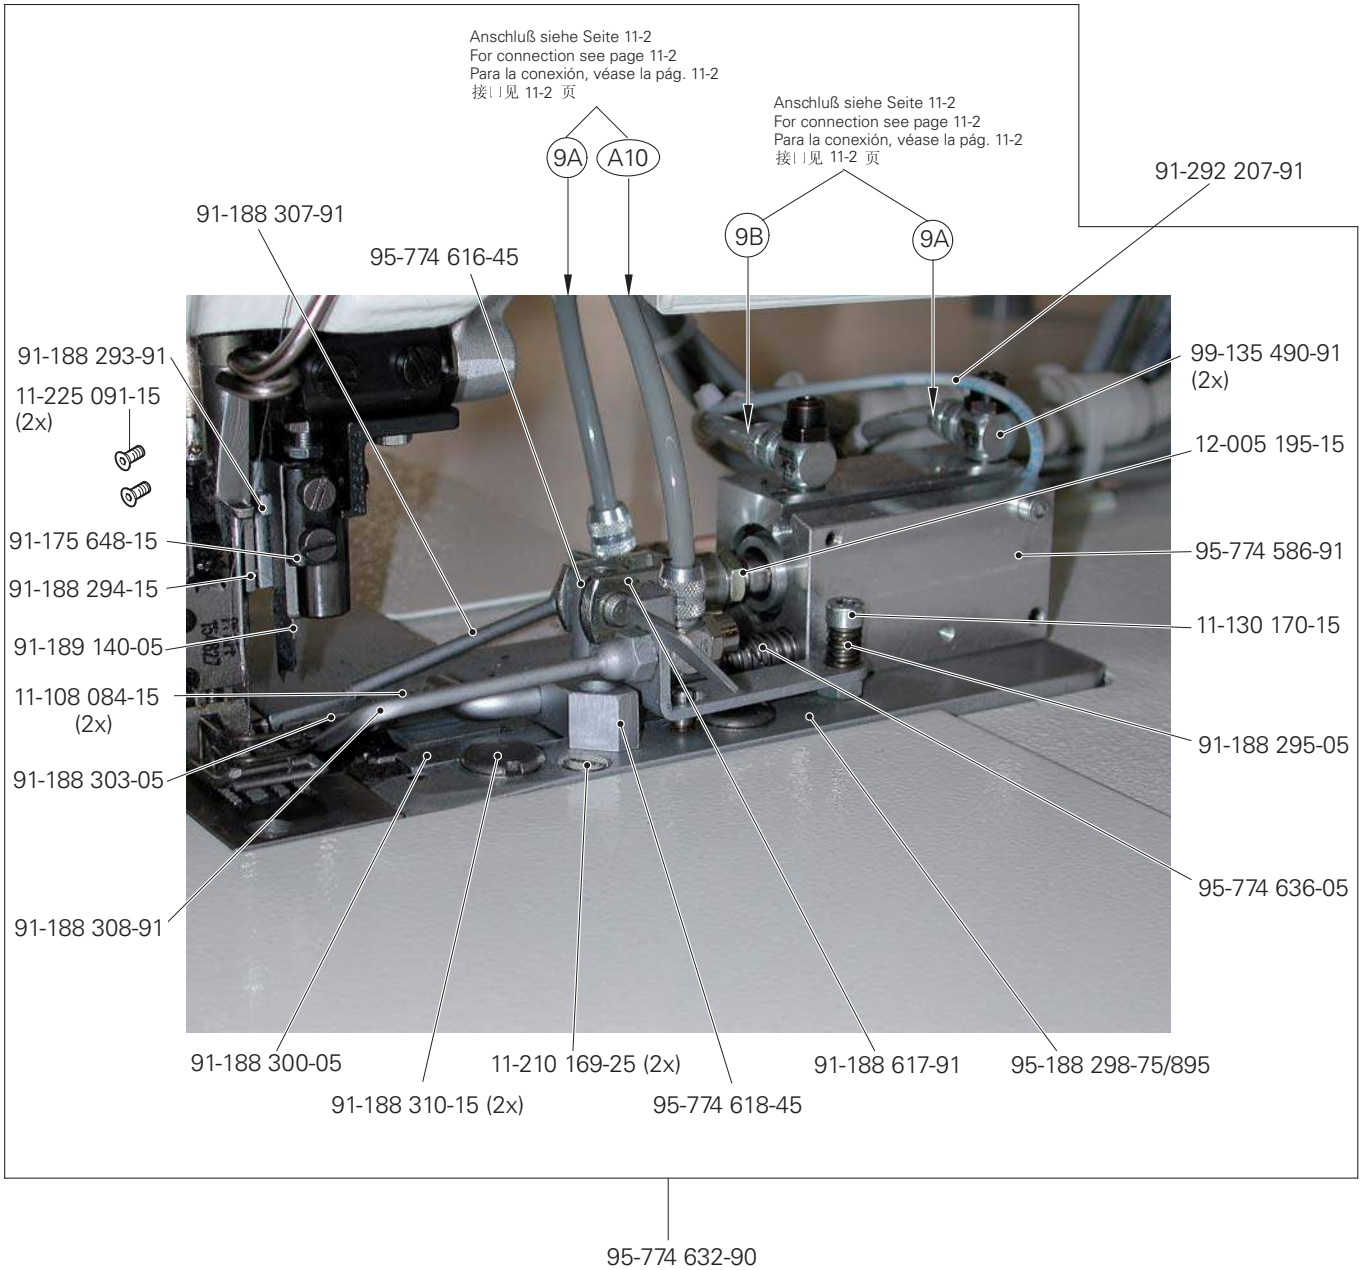 Anschluß siehe Seite 11-2
For connection see page 11-2
Para la conexión, véase la pág. 11-2
接口见 11-2 页
9A
A10
Anschluß siehe Seite 11-2
For connection see page 11-2
Para la conexión, véase la pág. 11-2
接口见 11-2 页
9B
9A
91-292 207-91
91-188 307-91
95-774 616-45
91-188 293-91
11-225 091-15
(2x)
91-175 648-15
91-188 294-15
91-189 140-05
11-108 084-15
(2x)
91-188 303-05
91-188 308-91
99-135 490-91
(2x)
12-005 195-15
95-774 586-91
11-130 170-15
91-188 295-05
95-774 636-05
91-188 300-05
11-210 169-25 (2x)
91-188 617-91
95-188 298-75/895
91-188 310-15 (2x)
95-774 618-45
95-774 632-90